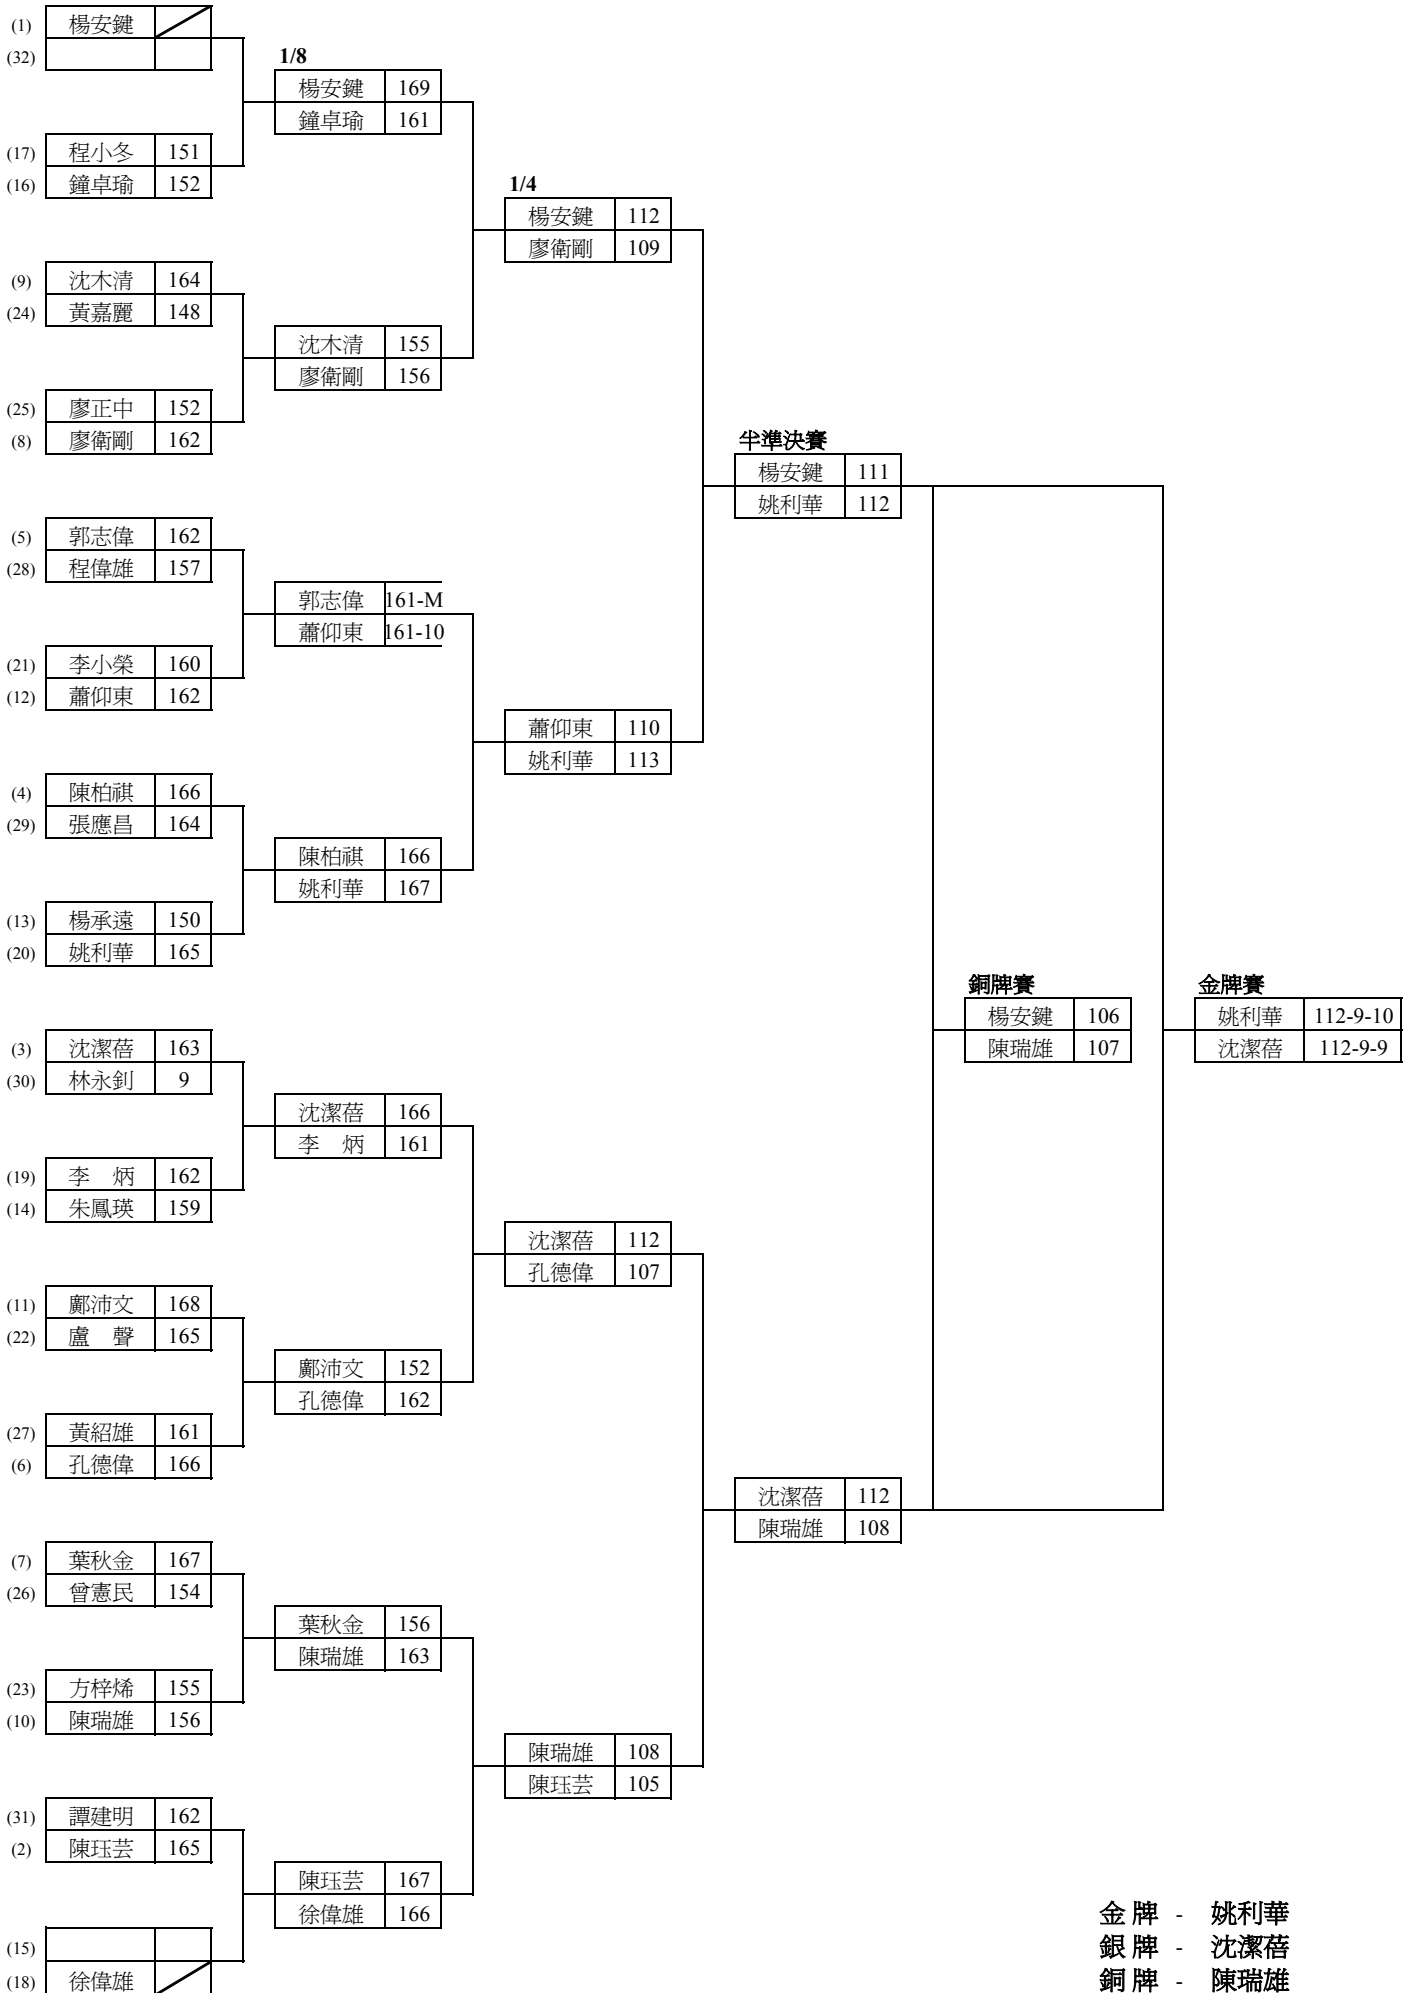 (1) 楊安鍵
(32)
1/8
楊安鍵 169
鐘卓瑜 161
(17) 程小冬 151
(16) 鐘卓瑜 152
1/4
楊安鍵 112
廖衛剛 109
(9) 沈木清 164
(24) 黃嘉麗 148
沈木清 155
廖衛剛 156
(25) 廖正中 152
(8) 廖衛剛 162
半準決賽
楊安鍵 111
姚利華 112
(5) 郭志偉 162
(28) 程偉雄 157
郭志偉 161-M
蕭仰東 161-10
(21) 李小榮 160
(12) 蕭仰東 162
蕭仰東 110
姚利華 113
(4) 陳柏祺 166
(29) 張應昌 164
陳柏祺 166
姚利華 167
(13) 楊承遠 150
(20) 姚利華 165
銅牌賽
楊安鍵 106
陳瑞雄 107
金牌賽
姚利華 112-9-10
沈潔蓓 112-9-9
(3) 沈潔蓓 163
(30) 林永釗 9
沈潔蓓 166
李　炳 161
(19) 李　炳 162
(14) 朱鳳瑛 159
沈潔蓓 112
孔德偉 107
(11) 鄺沛文 168
(22) 盧　聲 165
鄺沛文 152
孔德偉 162
(27) 黃紹雄 161
(6) 孔德偉 166
沈潔蓓 112
陳瑞雄 108
(7) 葉秋金 167
(26) 曾憲民 154
葉秋金 156
陳瑞雄 163
(23) 方梓烯 155
(10) 陳瑞雄 156
陳瑞雄 108
陳玨芸 105
(31) 譚建明 162
(2) 陳玨芸 165
陳玨芸 167
徐偉雄 166
(15)
(18) 徐偉雄
金 牌 - 姚利華
銀 牌 - 沈潔蓓
銅 牌 - 陳瑞雄